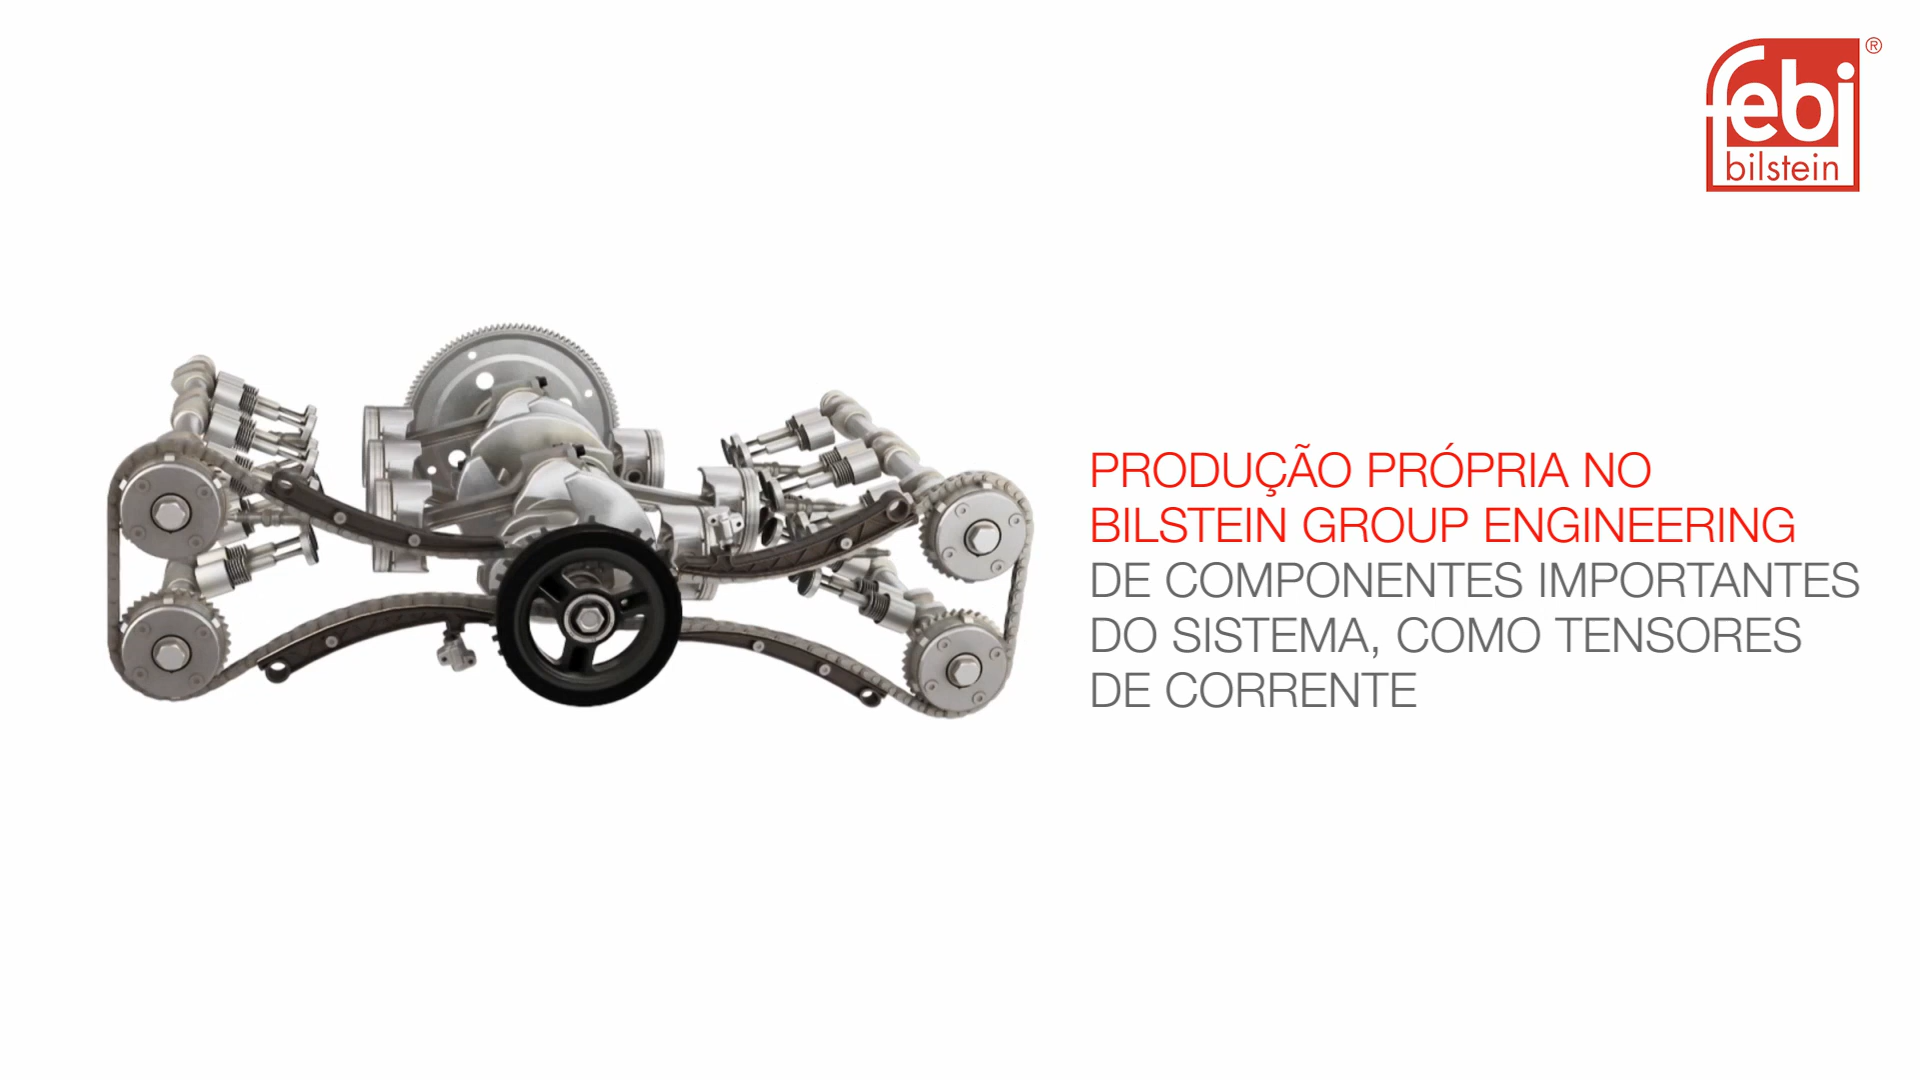 febi
bilstein
®
PRODUÇÃO PRÓPRIA NO
BILSTEIN GROUP ENGINEERING
DE COMPONENTES IMPORTANTES
DO SISTEMA, COMO TENSORES
DE CORRENTE